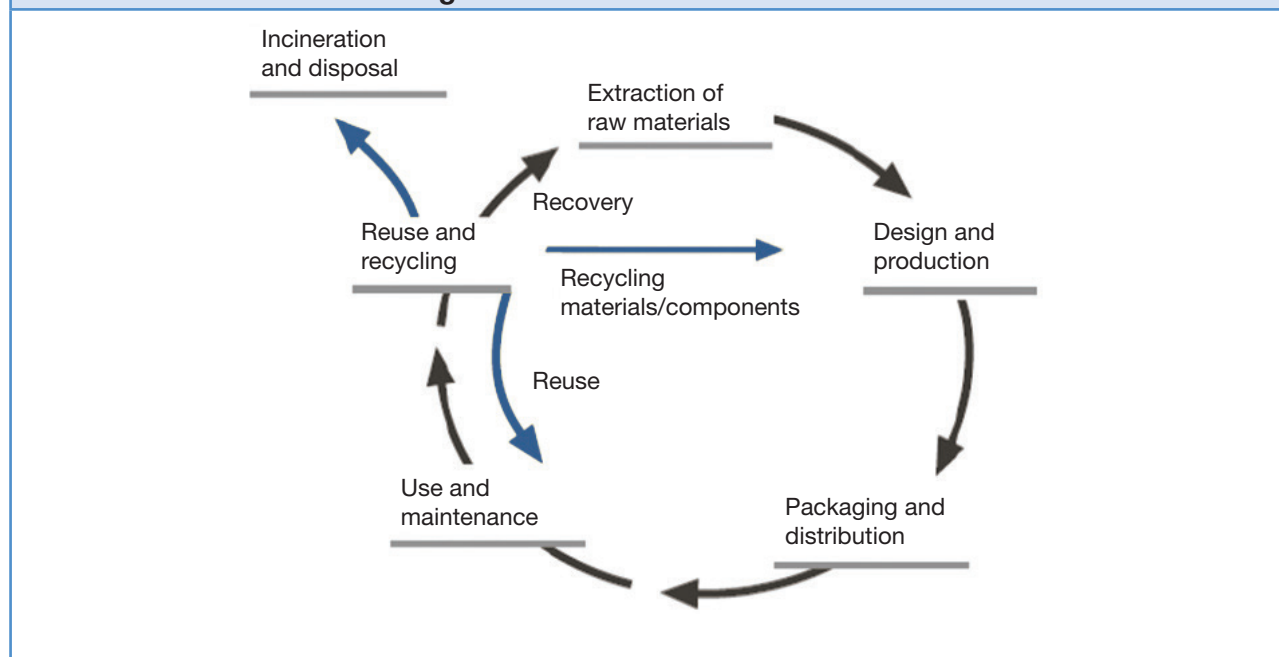 Incineration
and disposal
Extraction of
raw materials
Recovery
Reuse and
recycling
Design and
production
Recycling
materials/components
Reuse
Use and
maintenance
Packaging and
distribution